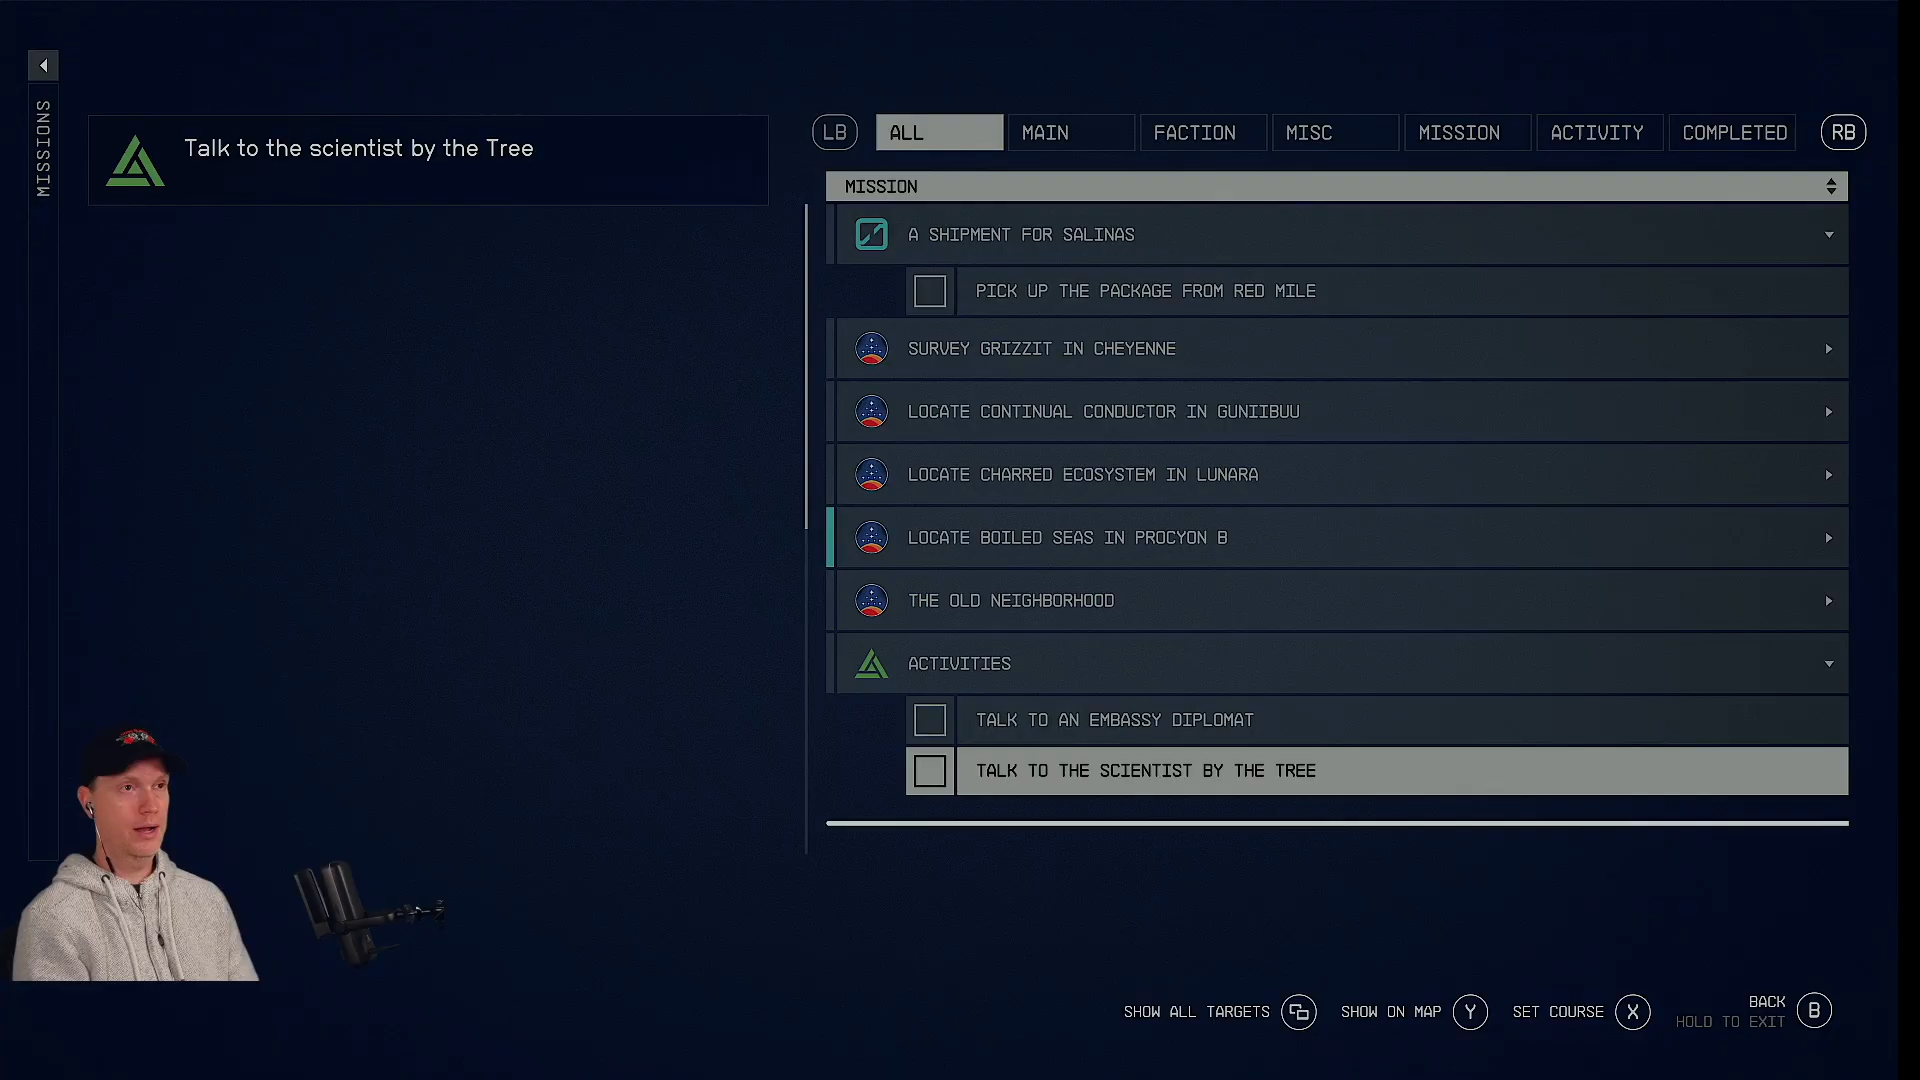 MISSIONS
Talk to the scientist by the Tree
LB ALL MAIN FACTION MISC MISSION ACTIVITY COMPLETED RB
MISSION
A SHIPMENT FOR SALINAS
PICK UP THE PACKAGE FROM RED MILE
SURVEY GRIZZIT IN CHEYENNE
LOCATE CONTINUAL CONDUCTOR IN GUNIIBUU
LOCATE CHARRED ECOSYSTEM IN LUNARA
LOCATE BOILED SEAS IN PROCYON B
THE OLD NEIGHBORHOOD
ACTIVITIES
TALK TO AN EMBASSY DIPLOMAT
TALK TO THE SCIENTIST BY THE TREE
SHOW ALL TARGETS SHOW ON MAP Y SET COURSE X BACK B
HOLD TO EXIT